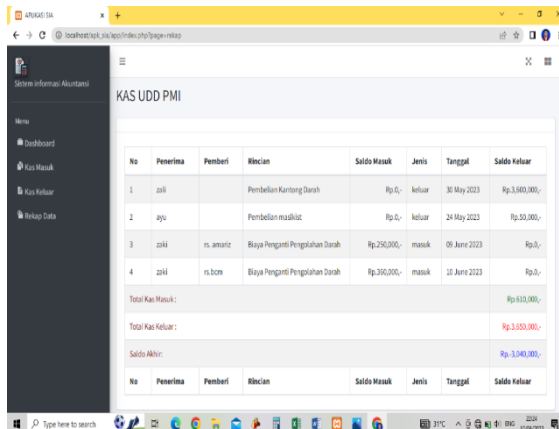 APLIKASI SIA
localhost/apk_sia/app/index.php?page=rekap
Sistem informasi Akuntansi
Menu
Dashboard
Kas Masuk
Kas Keluar
Rekap Data
KAS UDD PMI
No Penerima Pemberi Rincian Saldo Masuk Jenis Tanggal Saldo Keluar
1 zaili Pembelian Kantong Darah Rp.0,- keluar 30 May 2023 Rp.3,600,000,-
2 ayu Pembelian masikist Rp.0,- keluar 24 May 2023 Rp.50,000,-
3 zaki rs. amariz Biaya Penganti Pengolahan Darah Rp.250,000,- masuk 09 June 2023 Rp.0,-
4 zaki rs.bcm Biaya Penganti Pengolahan Darah Rp.360,000,- masuk 10 June 2023 Rp.0,-
Total Kas Masuk : Rp.610,000,-
Total Kas Keluar : Rp.3,650,000,-
Saldo Akhir: Rp.-3,040,000,-
No Penerima Pemberi Rincian Saldo Masuk Jenis Tanggal Saldo Keluar
Type here to search 31°C ENG